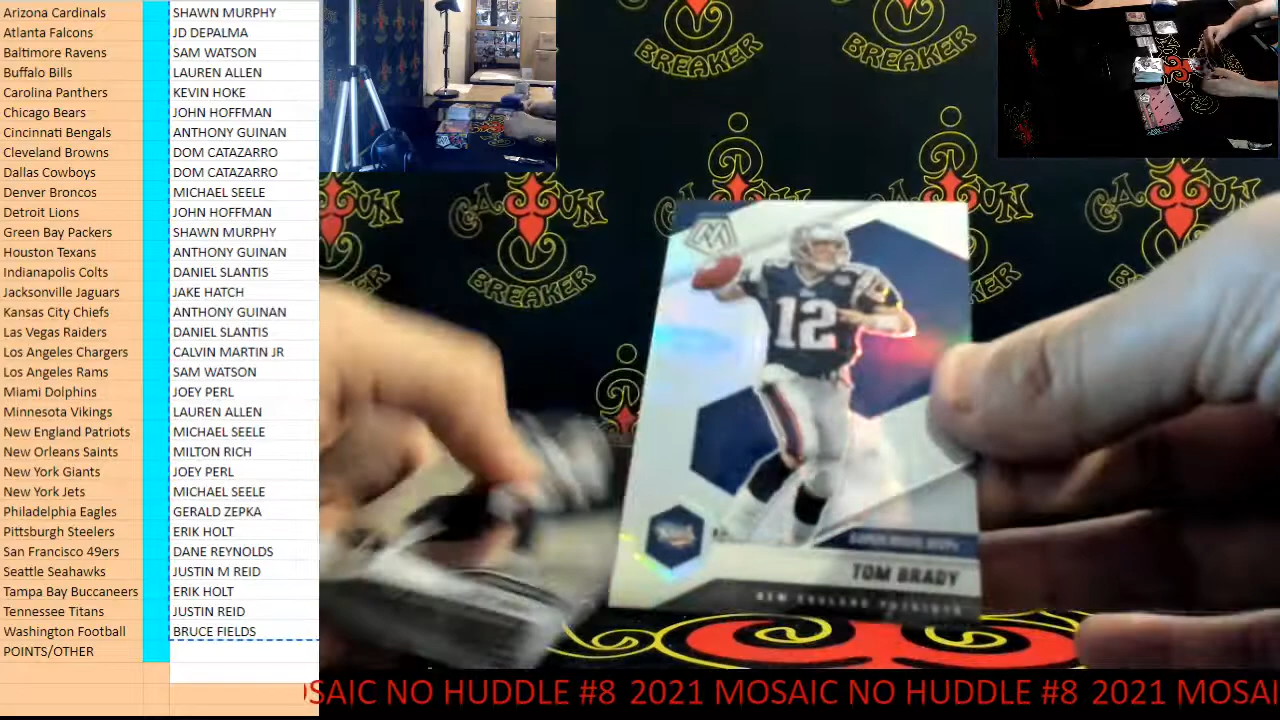 Arizona Cardinals SHAWN MURPHY
Atlanta Falcons JD DEPALMA
Baltimore Ravens SAM WATSON
Buffalo Bills LAUREN ALLEN
Carolina Panthers KEVIN HOKE
Chicago Bears JOHN HOFFMAN
Cincinnati Bengals ANTHONY GUINAN
Cleveland Browns DOM CATAZARRO
Dallas Cowboys DOM CATAZARRO
Denver Broncos MICHAEL SEELE
Detroit Lions JOHN HOFFMAN
Green Bay Packers SHAWN MURPHY
Houston Texans ANTHONY GUINAN
Indianapolis Colts DANIEL SLANTIS
Jacksonville Jaguars JAKE HATCH
Kansas City Chiefs ANTHONY GUINAN
Las Vegas Raiders DANIEL SLANTIS
Los Angeles Chargers CALVIN MARTIN JR
Los Angeles Rams SAM WATSON
Miami Dolphins JOEY PERL
Minnesota Vikings LAUREN ALLEN
New England Patriots MICHAEL SEELE
New Orleans Saints MILTON RICH
New York Giants JOEY PERL
New York Jets MICHAEL SEELE
Philadelphia Eagles GERALD ZEPKA
Pittsburgh Steelers ERIK HOLT
San Francisco 49ers DANE REYNOLDS
Seattle Seahawks JUSTIN M REID
Tampa Bay Buccaneers ERIK HOLT
Tennessee Titans JUSTIN REID
Washington Football BRUCE FIELDS
POINTS/OTHER
BREAKER
BREAKER
BREAKER
BREAKER
BREAKER
12
TOM BRADY
NEW ENGLAND PATRIOTS
SAIC NO HUDDLE #8 2021 MOSAIC NO HUDDLE #8 2021 MOSAI